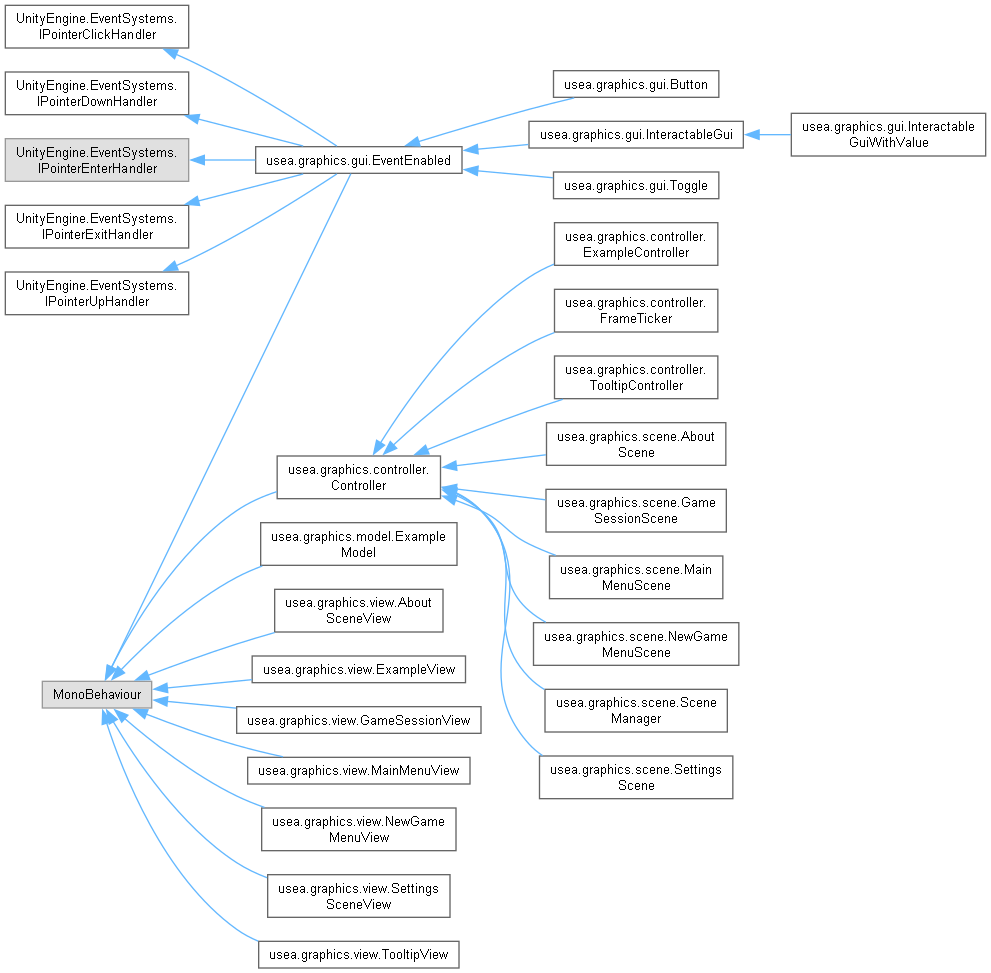 UnityEngine.EventSystems.
IPointerClickHandler
UnityEngine.EventSystems.
IPointerDownHandler
UnityEngine.EventSystems.
IPointerEnterHandler
UnityEngine.EventSystems.
IPointerExitHandler
UnityEngine.EventSystems.
IPointerUpHandler
usea.graphics.gui.EventEnabled
usea.graphics.gui.Button
usea.graphics.gui.InteractableGui
usea.graphics.gui.Interactable
GuiWithValue
usea.graphics.gui.Toggle
usea.graphics.controller.
ExampleController
usea.graphics.controller.
FrameTicker
usea.graphics.controller.
TooltipController
usea.graphics.scene.About
Scene
usea.graphics.controller.
Controller
usea.graphics.scene.Game
SessionScene
usea.graphics.model.Example
Model
usea.graphics.scene.Main
MenuScene
usea.graphics.view.About
SceneView
usea.graphics.scene.NewGame
MenuScene
usea.graphics.view.ExampleView
MonoBehaviour
usea.graphics.scene.Scene
Manager
usea.graphics.view.GameSessionView
usea.graphics.view.MainMenuView
usea.graphics.scene.Settings
Scene
usea.graphics.view.NewGame
MenuView
usea.graphics.view.Settings
SceneView
usea.graphics.view.TooltipView